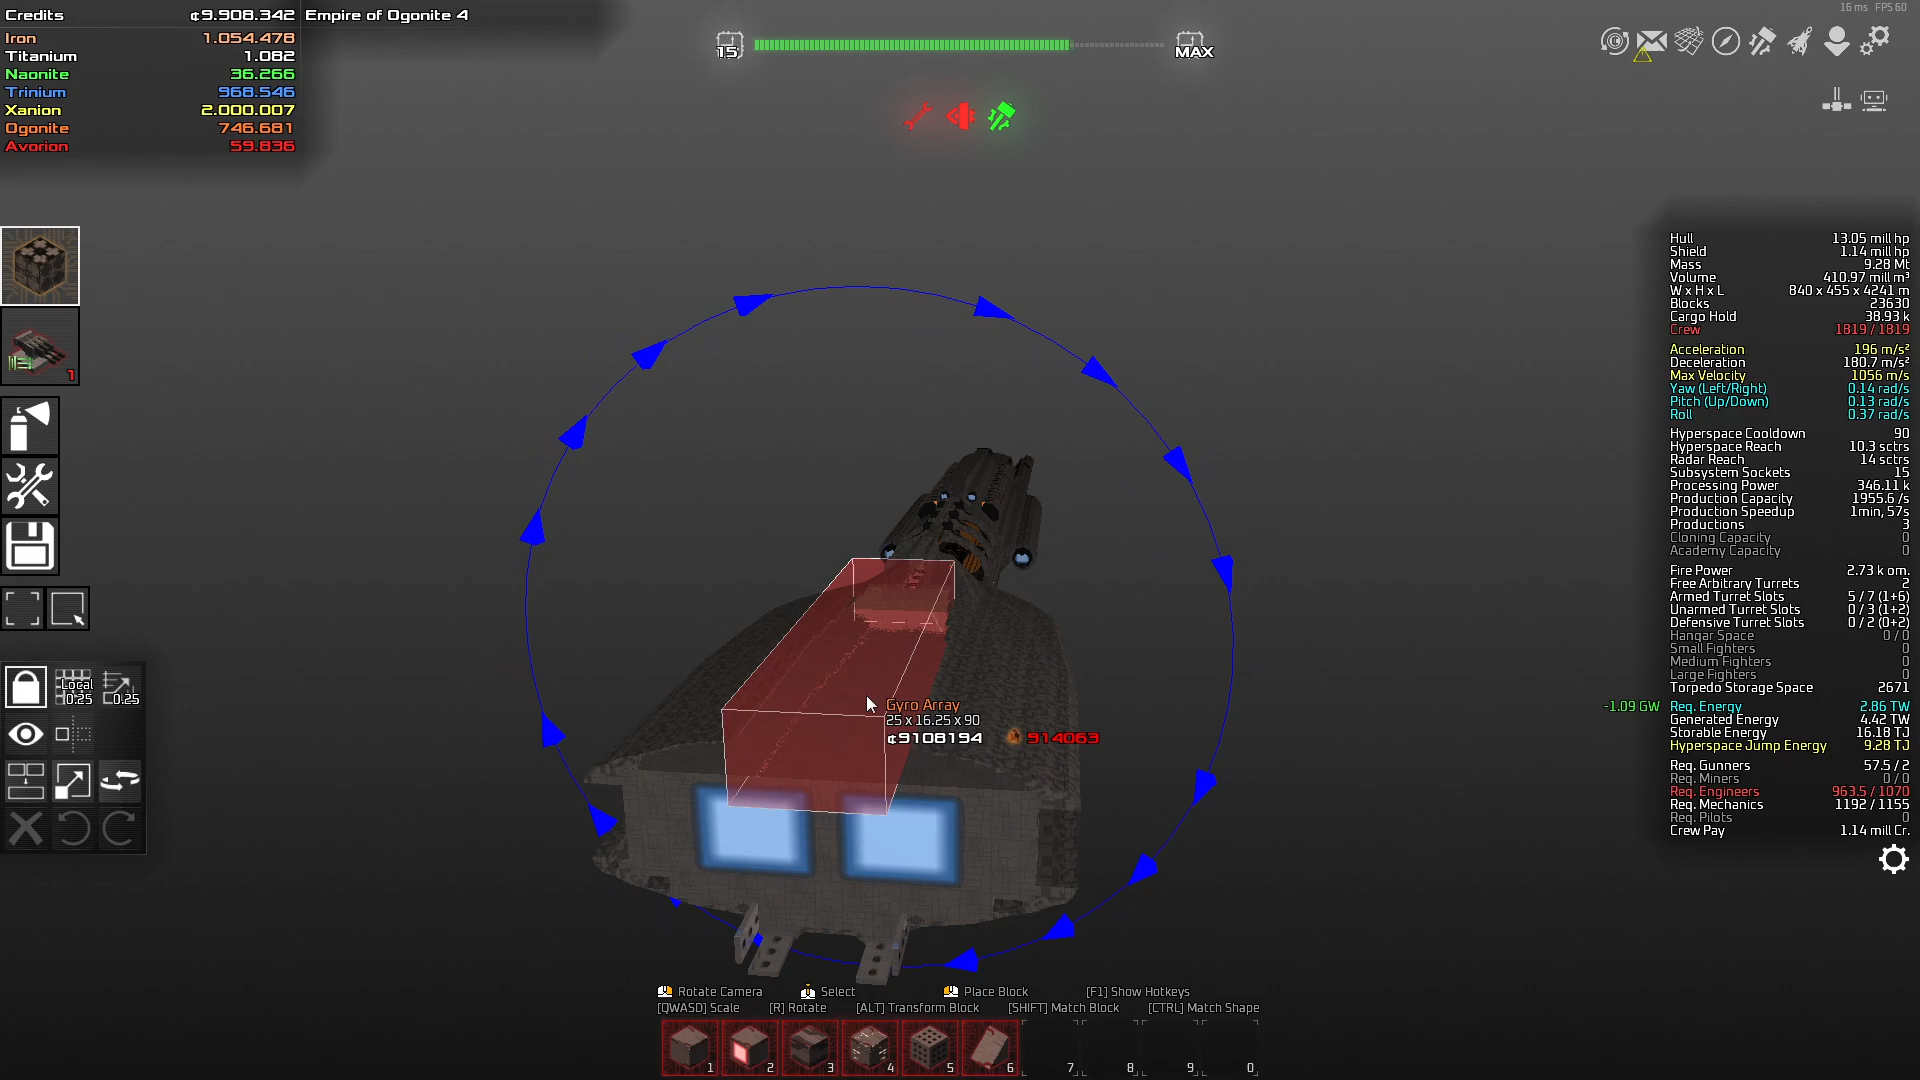 Credits ¢9.908.342 Empire of Ogonite 4
Iron 1.054.478
Titanium 1.082
Naonite 36.266
Trinium 968.546
Xanion 2.000.007
Ogonite 746.681
Avorion 59.836
15
MAX
16 ms FPS 60
1
Local
0.25
0.25
Gyro Array
25 x 16.25 x 90
¢9108194 914063
Hull 13.05 mill hp
Shield 1.14 mill hp
Mass 9.28 Mt
Volume 410.97 mill m³
W x H x L 840 x 455 x 4241 m
Blocks 23630
Cargo Hold 38.93 k
Crew 1819 / 1819
Acceleration 196 m/s²
Deceleration 180.7 m/s²
Max Velocity 1056 m/s
Yaw (Left/Right) 0.14 rad/s
Pitch (Up/Down) 0.13 rad/s
Roll 0.37 rad/s
Hyperspace Cooldown 90
Hyperspace Reach 10.3 sctrs
Radar Reach 14 sctrs
Subsystem Sockets 15
Processing Power 346.11 k
Production Capacity 1955.6 /s
Production Speedup 1min, 57s
Productions 3
Cloning Capacity 0
Academy Capacity 0
Fire Power 2.73 k om.
Free Arbitrary Turrets 2
Armed Turret Slots 5 / 7 (1+6)
Unarmed Turret Slots 0 / 3 (1+2)
Defensive Turret Slots 0 / 2 (0+2)
Hangar Space 0 / 0
Small Fighters 0
Medium Fighters 0
Large Fighters 0
Torpedo Storage Space 2671
-1.09 GW Req. Energy 2.86 TW
Generated Energy 4.42 TW
Storable Energy 16.18 TJ
Hyperspace Jump Energy 9.28 TJ
Req. Gunners 57.5 / 2
Req. Miners 0 / 0
Req. Engineers 963.5 / 1070
Req. Mechanics 1192 / 1155
Req. Pilots 0
Crew Pay 1.14 mill Cr.
Rotate Camera Select Place Block [F1] Show Hotkeys
[QWASD] Scale [R] Rotate [ALT] Transform Block [SHIFT] Match Block [CTRL] Match Shape
1 2 3 4 5 6 7 8 9 0